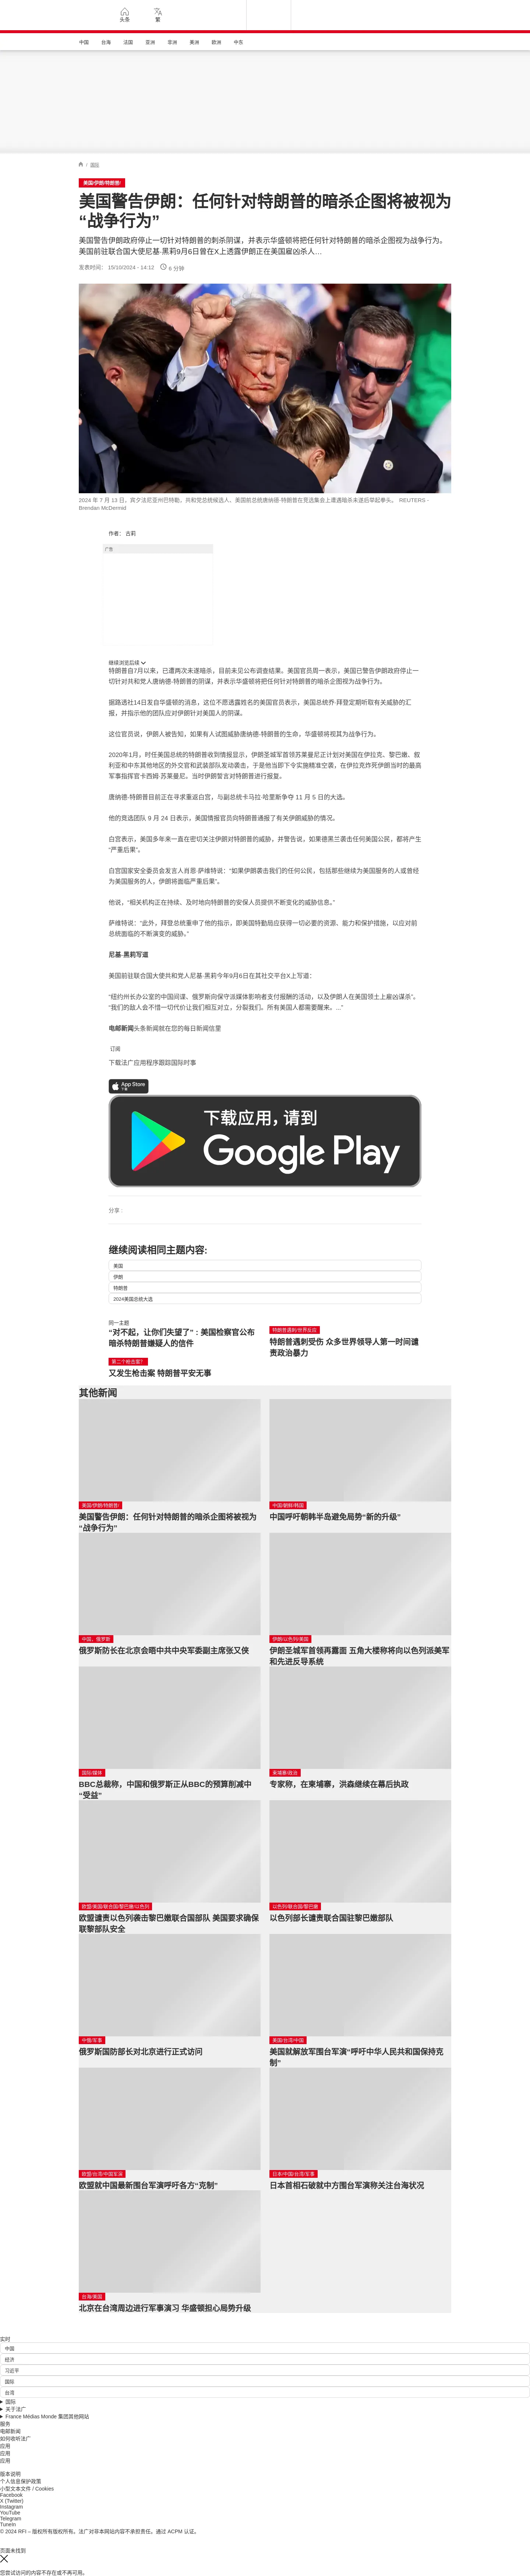 头条
繁
中国
台海
法国
亚洲
非洲
美洲
欧洲
中东
/ 国际
美国/伊朗/特朗普/
美国警告伊朗：任何针对特朗普的暗杀企图将被视为
“战争行为”
美国警告伊朗政府停止一切针对特朗普的刺杀阴谋，并表示华盛顿将把任何针对特朗普的暗杀企图视为战争行为。
美国前驻联合国大使尼基·黑莉9月6日曾在X上透露伊朗正在美国雇凶杀人…
发表时间： 15/10/2024 - 14:12 6 分钟
2024 年 7 月 13 日，宾夕法尼亚州巴特勒，共和党总统候选人、美国前总统唐纳德·特朗普在竞选集会上遭遇暗杀未遂后举起拳头。 REUTERS -
Brendan McDermid
作者： 古莉
广告
继续浏览后续
特朗普自7月以来，已遭两次未遂暗杀，目前未见公布调查结果。美国官员周一表示，美国已警告伊朗政府停止一
切针对共和党人唐纳德·特朗普的阴谋，并表示华盛顿将把任何针对特朗普的暗杀企图视为战争行为。
据路透社14日发自华盛顿的消息，这位不愿透露姓名的美国官员表示，美国总统乔·拜登定期听取有关威胁的汇
报，并指示他的团队应对伊朗针对美国人的阴谋。
这位官员说，伊朗人被告知，如果有人试图威胁唐纳德·特朗普的生命，华盛顿将视其为战争行为。
2020年1月，时任美国总统的特朗普收到情报显示，伊朗圣城军首领苏莱曼尼正计划对美国在伊拉克、黎巴嫩、叙
利亚和中东其他地区的外交官和武装部队发动袭击，于是他当即下令实施精准空袭，在伊拉克炸死伊朗当时的最高
军事指挥官卡西姆·苏莱曼尼。当时伊朗誓言对特朗普进行报复。
唐纳德·特朗普目前正在寻求重返白宫，与副总统卡马拉·哈里斯争夺 11 月 5 日的大选。
他的竞选团队 9 月 24 日表示，美国情报官员向特朗普通报了有关伊朗威胁的情况。
白宫表示，美国多年来一直在密切关注伊朗对特朗普的威胁，并警告说，如果德黑兰袭击任何美国公民，都将产生
“严重后果”。
白宫国家安全委员会发言人肖恩·萨维特说：“如果伊朗袭击我们的任何公民，包括那些继续为美国服务的人或曾经
为美国服务的人，伊朗将面临严重后果”。
他说，“相关机构正在持续、及时地向特朗普的安保人员提供不断变化的威胁信息。”
萨维特说：“此外，拜登总统重申了他的指示，即美国特勤局应获得一切必要的资源、能力和保护措施，以应对前
总统面临的不断演变的威胁。”
尼基·黑莉写道
美国前驻联合国大使共和党人尼基·黑莉今年9月6日在其社交平台X上写道：
“纽约州长办公室的中国间谍、俄罗斯向保守派媒体影响者支付报酬的活动，以及伊朗人在美国领土上雇凶谋杀”。
“我们的敌人会不惜一切代价让我们相互对立，分裂我们。所有美国人都需要醒来。...”
电邮新闻头条新闻就在您的每日新闻信里
订阅
下载法广应用程序跟踪国际时事
App Store
下载
下载应用，请到
Google Play
分享 :
继续阅读相同主题内容:
美国
伊朗
特朗普
2024美国总统大选
同一主题
“对不起，让你们失望了” : 美国检察官公布
暗杀特朗普嫌疑人的信件
特朗普遇刺/世界反应
特朗普遇刺受伤 众多世界领导人第一时间谴
责政治暴力
第二个枪击案？
又发生枪击案 特朗普平安无事
其他新闻
美国/伊朗/特朗普/
美国警告伊朗：任何针对特朗普的暗杀企图将被视为
“战争行为”
中国/朝鲜/韩国
中国呼吁朝韩半岛避免局势“新的升级”
中国、俄罗斯
俄罗斯防长在北京会晤中共中央军委副主席张又侠
伊朗/以色列/美国
伊朗圣城军首领再露面 五角大楼称将向以色列派美军
和先进反导系统
国际/媒体
BBC总裁称，中国和俄罗斯正从BBC的预算削减中
“受益”
柬埔寨/政治
专家称，在柬埔寨，洪森继续在幕后执政
欧盟/美国/联合国/黎巴嫩/以色列
欧盟谴责以色列袭击黎巴嫩联合国部队 美国要求确保
联黎部队安全
以色列/联合国/黎巴嫩
以色列部长谴责联合国驻黎巴嫩部队
中俄/军事
俄罗斯国防部长对北京进行正式访问
美国/台湾/中国
美国就解放军围台军演“呼吁中华人民共和国保持克
制”
欧盟/台湾/中国军演
欧盟就中国最新围台军演呼吁各方“克制”
日本/中国/台湾/军事
日本首相石破就中方围台军演称关注台海状况
台海/美国
北京在台湾周边进行军事演习 华盛顿担心局势升级
实时
中国
经济
习近平
国际
台湾
国际
关于法广
France Médias Monde 集团其他网站
服务
电邮新闻
如何收听法广
应用
应用
应用
版本说明
个人信息保护政策
小型文本文件 / Cookies
Facebook
X (Twitter)
Instagram
YouTube
Telegram
TuneIn
© 2024 RFI – 版权所有版权所有。法广对非本网站内容不承担责任。通过 ACPM 认证。
页面未找到
您尝试访问的内容不存在或不再可用。